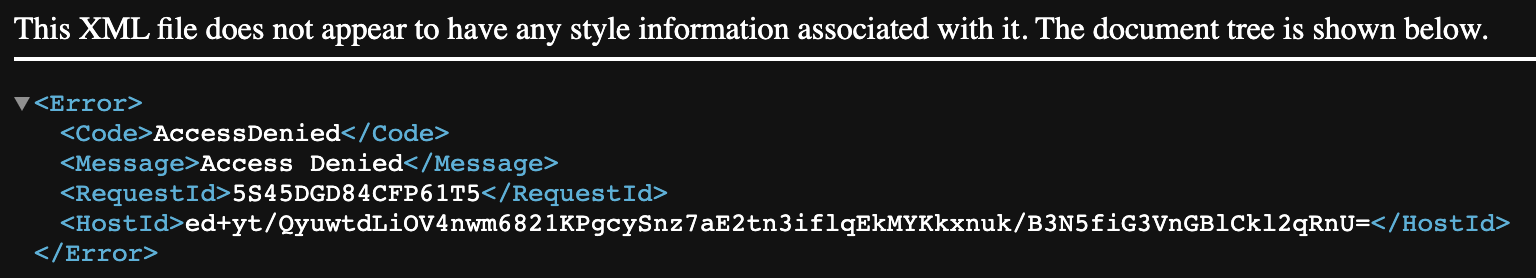 This XML file does not appear to have any style information associated with it. The document tree is shown below.
▼<Error>
<Code>AccessDenied</Code>
<Message>Access Denied</Message>
<RequestId>5S45DGD84CFP61T5</RequestId>
<HostId>ed+yt/QyuwtdLiOV4nwm6821KPgcySnz7aE2tn3iflqEkMYKkxnuk/B3N5fiG3VnGBlCkl2qRnU=</HostId>
</Error>